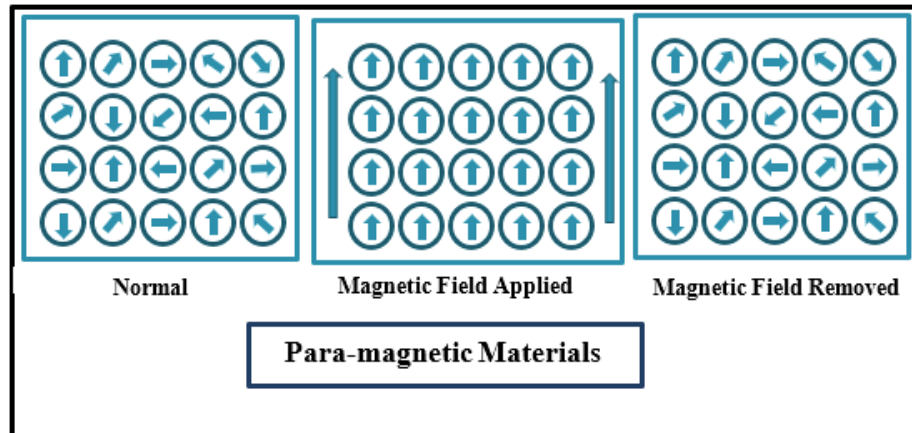 Normal
Magnetic Field Applied
Magnetic Field Removed
Para-magnetic Materials